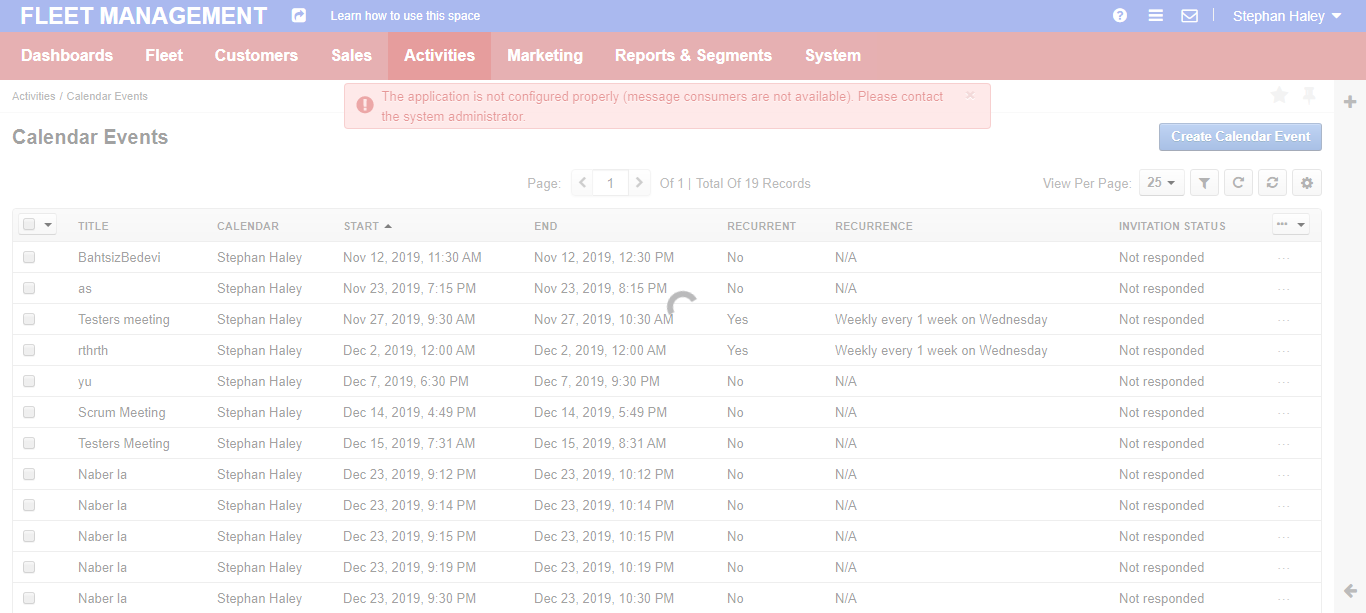 FLEET MANAGEMENT Learn how to use this space Stephan Haley
Dashboards Fleet Customers Sales Activities Marketing Reports & Segments System
Activities / Calendar Events
The application is not configured properly (message consumers are not available). Please contact
the system administrator.
Calendar Events
Create Calendar Event
Page: 1 Of 1 | Total Of 19 Records View Per Page: 25
TITLE CALENDAR START END RECURRENT RECURRENCE INVITATION STATUS
BahtsizBedevi Stephan Haley Nov 12, 2019, 11:30 AM Nov 12, 2019, 12:30 PM No N/A Not responded
as Stephan Haley Nov 23, 2019, 7:15 PM Nov 23, 2019, 8:15 PM No N/A Not responded
Testers meeting Stephan Haley Nov 27, 2019, 9:30 AM Nov 27, 2019, 10:30 AM Yes Weekly every 1 week on Wednesday Not responded
rthrth Stephan Haley Dec 2, 2019, 12:00 AM Dec 2, 2019, 12:00 AM Yes Weekly every 1 week on Wednesday Not responded
yu Stephan Haley Dec 7, 2019, 6:30 PM Dec 7, 2019, 9:30 PM No N/A Not responded
Scrum Meeting Stephan Haley Dec 14, 2019, 4:49 PM Dec 14, 2019, 5:49 PM No N/A Not responded
Testers Meeting Stephan Haley Dec 15, 2019, 7:31 AM Dec 15, 2019, 8:31 AM No N/A Not responded
Naber la Stephan Haley Dec 23, 2019, 9:12 PM Dec 23, 2019, 10:12 PM No N/A Not responded
Naber la Stephan Haley Dec 23, 2019, 9:14 PM Dec 23, 2019, 10:14 PM No N/A Not responded
Naber la Stephan Haley Dec 23, 2019, 9:15 PM Dec 23, 2019, 10:15 PM No N/A Not responded
Naber la Stephan Haley Dec 23, 2019, 9:19 PM Dec 23, 2019, 10:19 PM No N/A Not responded
Naber la Stephan Haley Dec 23, 2019, 9:30 PM Dec 23, 2019, 10:30 PM No N/A Not responded